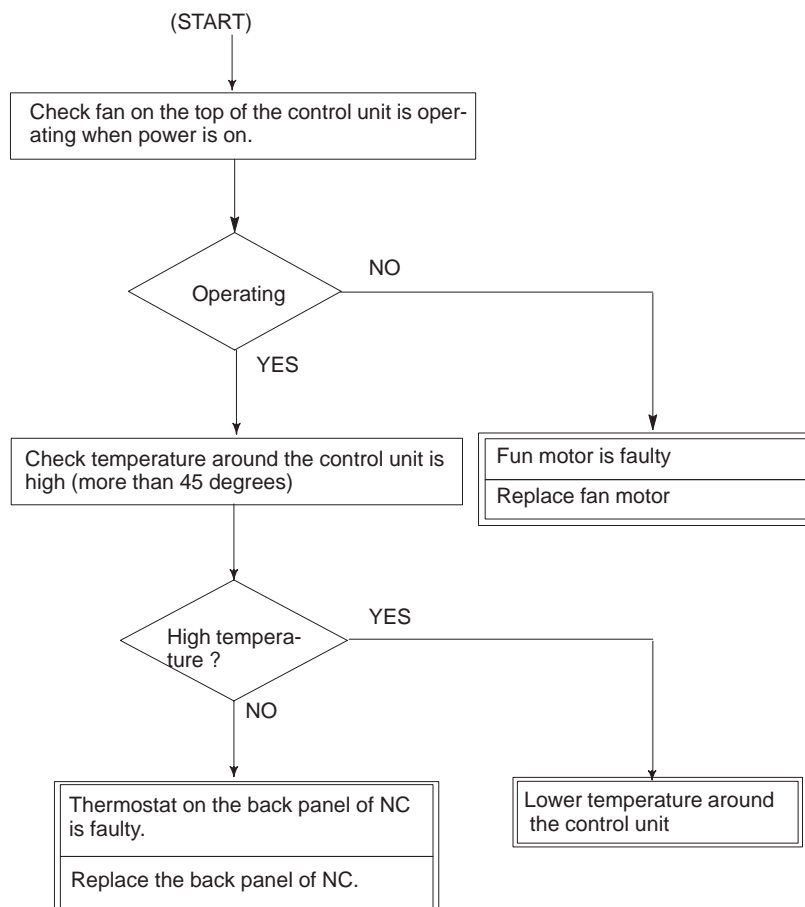 (START)
Check fan on the top of the control unit is oper-
ating when power is on.
Operating
NO
YES
Check temperature around the control unit is
high (more than 45 degrees)
Fun motor is faulty
Replace fan motor
High tempera-
ture ?
YES
NO
Thermostat on the back panel of NC
is faulty.
Replace the back panel of NC.
Lower temperature around
the control unit